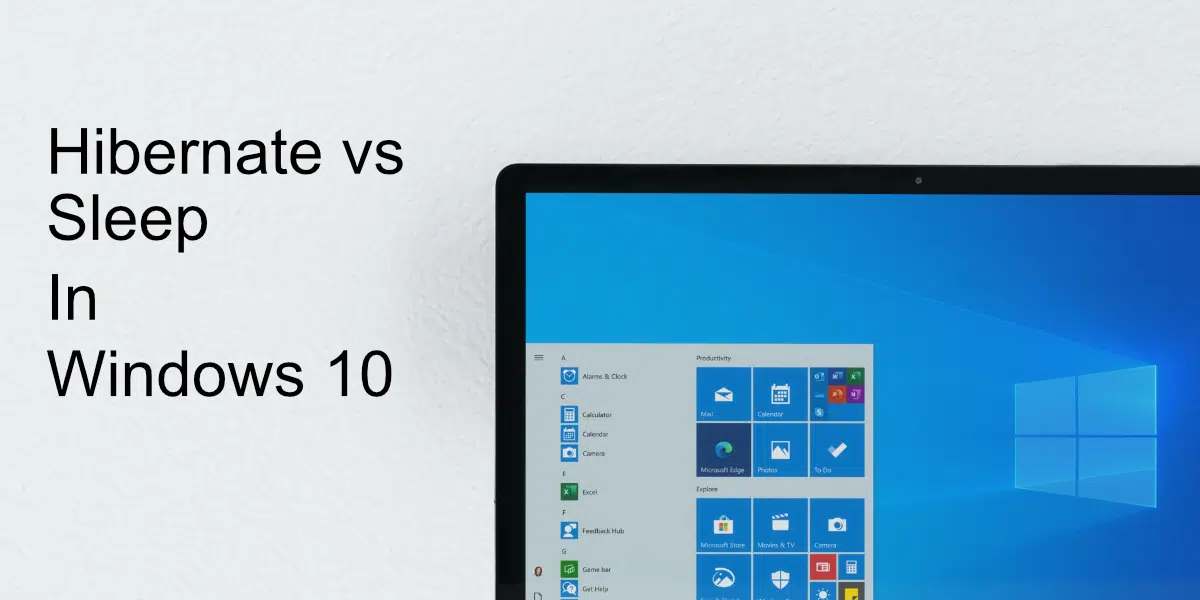 Hibernate vs
Sleep
In
Windows 10
A
Alarms & Clock
C
Calculator
Calendar
Camera
E
Excel
F
Feedback Hub
G
Game bar
Get Help
Productivity
Mail
Calendar
Microsoft Edge
Photos
To Do
Explore
Microsoft Store
Movies & TV
Camera